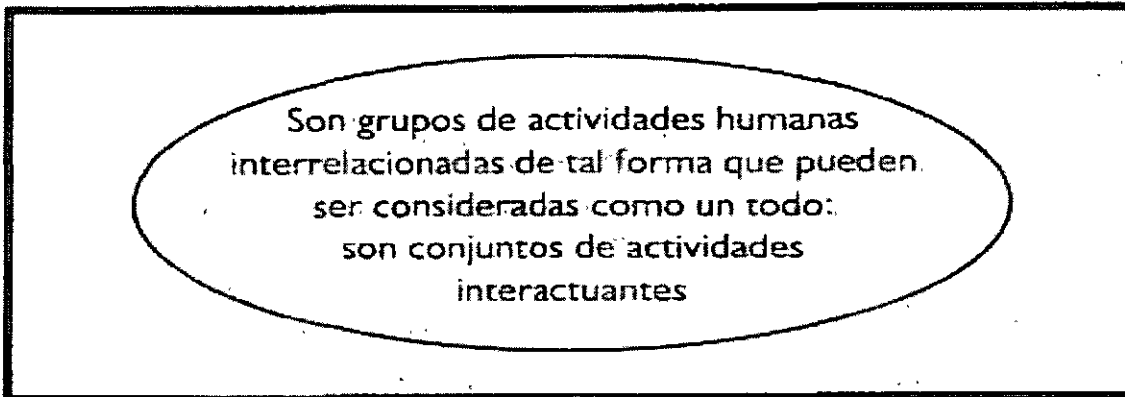 Son grupos de actividades humanas
interrelacionadas de tal forma que pueden
ser consideradas como un todo:
son conjuntos de actividades
interactuantes